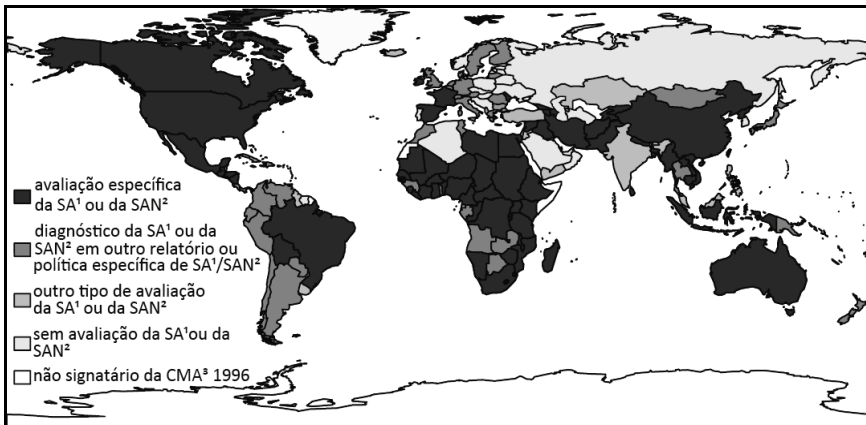 avaliação específica
da SA¹ ou da SAN²
diagnóstico da SA¹ ou da
SAN² em outro relatório ou
política específica de SA¹/SAN²
outro tipo de avaliação
da SA¹ ou da SAN²
sem avaliação da SA¹ou da
SAN²
não signatário da CMA³ 1996